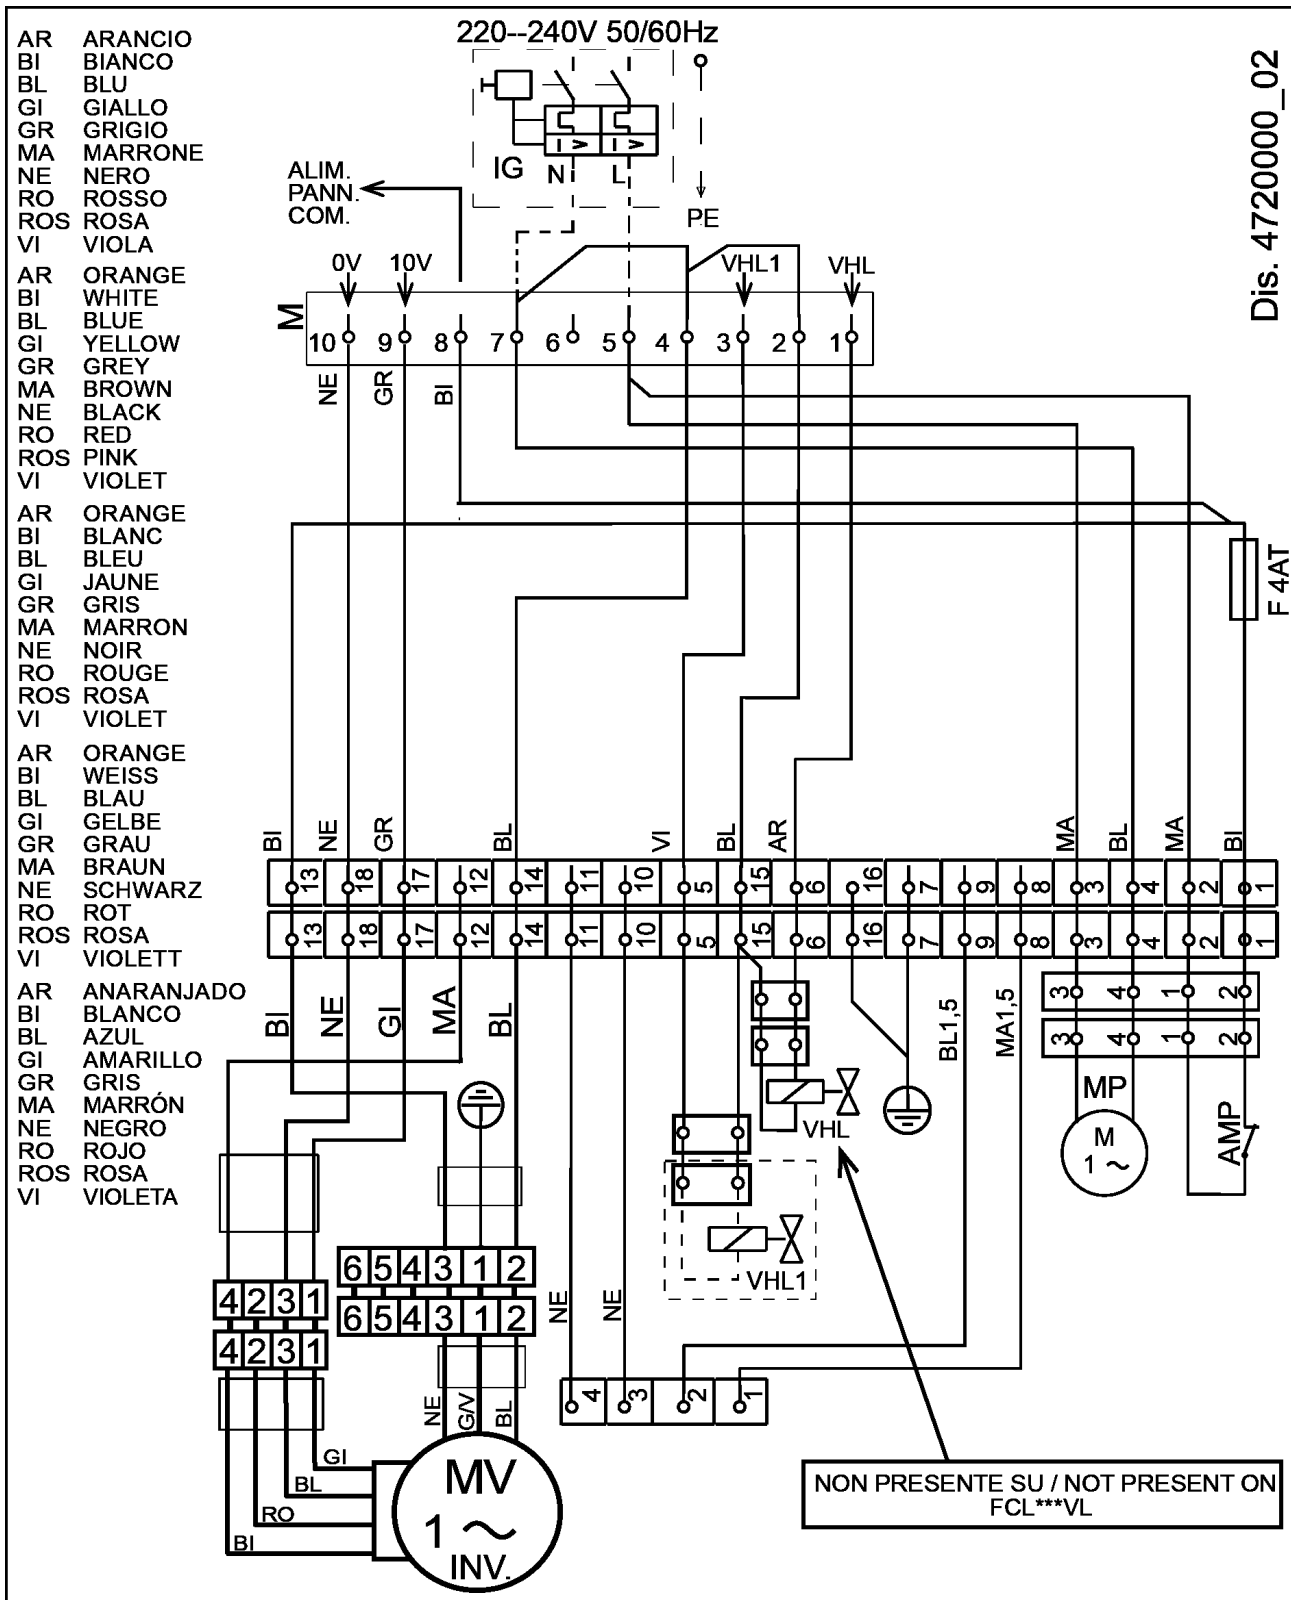 AR ARANCIO
BI BIANCO
BL BLU
GI GIALLO
GR GRIGIO
MA MARRONE
NE NERO
RO ROSSO
ROS ROSA
VI VIOLA
AR ORANGE
BI WHITE
BL BLUE
GI YELLOW
GR GREY
MA BROWN
NE BLACK
RO RED
ROS PINK
VI VIOLET
AR ORANGE
BI BLANC
BL BLEU
GI JAUNE
GR GRIS
MA MARRON
NE NOIR
RO ROUGE
ROS ROSA
VI VIOLET
AR ORANGE
BI WEISS
BL BLAU
GI GELBE
GR GRAU
MA BRAUN
NE SCHWARZ
RO ROT
ROS ROSA
VI VIOLETT
AR ANARANJADO
BI BLANCO
BL AZUL
GI AMARILLO
GR GRIS
MA MARRÓN
NE NEGRO
RO ROJO
ROS ROSA
VI VIOLETA
220--240V 50/60Hz
Dis. 4720000_02
I > I >
IG N L
PE
ALIM.
PANN.
COM.
0V 10V VHL1 VHL
M
10 9 8 7 6 5 4 3 2 1
NE GR BI
F 4AT
BI NE GR BL VI BL AR MA BL MA BI
13 18 17 12 14 11 10 5 15 6 16 7 9 8 3 4 2 1
13 18 17 12 14 11 10 5 15 6 16 7 9 8 3 4 2 1
BI NE GI MA BL BL1,5 MA1,5
3 4 1 2
3 4 1 2
MP
M
1 ~
AMP
VHL
VHL1
6 5 4 3 1 2
6 5 4 3 1 2
4 2 3 1
4 2 3 1
NE NE
4 3 2 1
NE G/V BL
GI
BL
RO
BI
MV
1 ~
INV.
NON PRESENTE SU / NOT PRESENT ON
FCL***VL